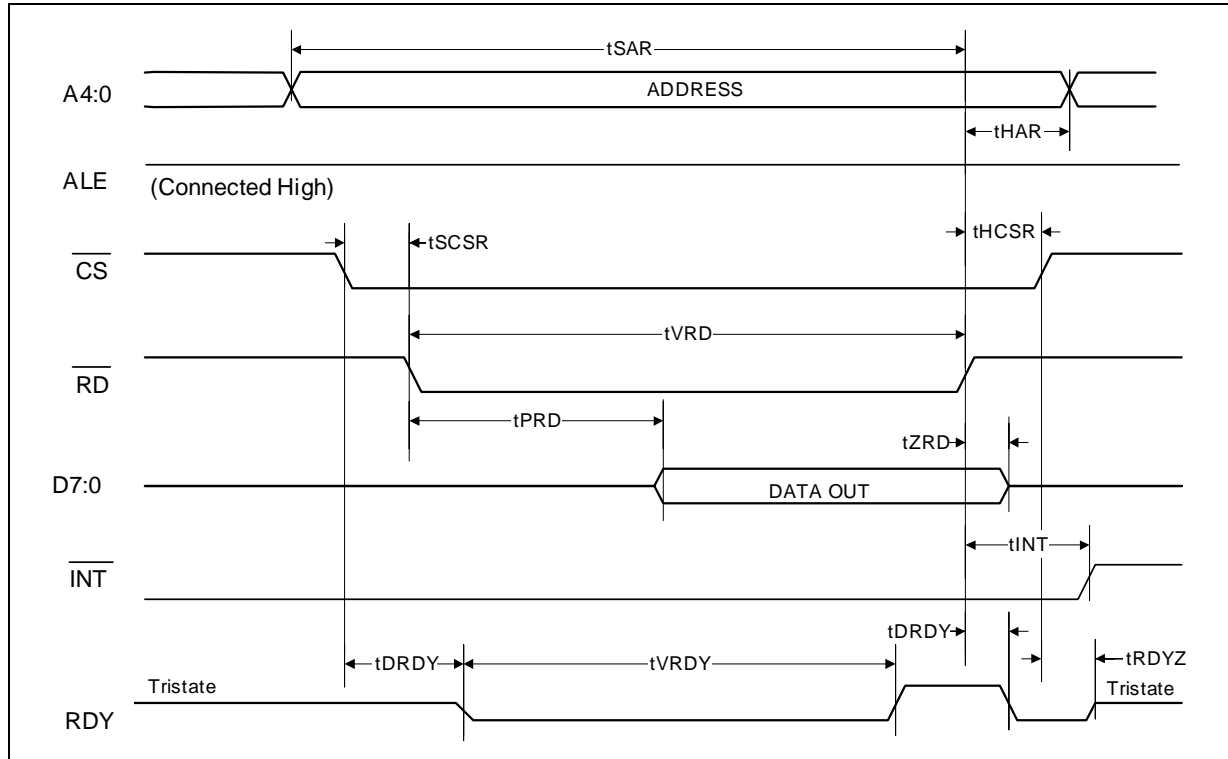 tSAR
A4:0
ADDRESS
tHAR
ALE
(Connected High)
tSCSR
tHCSR
CS
tVRD
RD
tPRD
tZRD
D7:0
DATA OUT
tINT
INT
tDRDY
tDRDY
tVRDY
tRDYZ
Tristate
Tristate
RDY